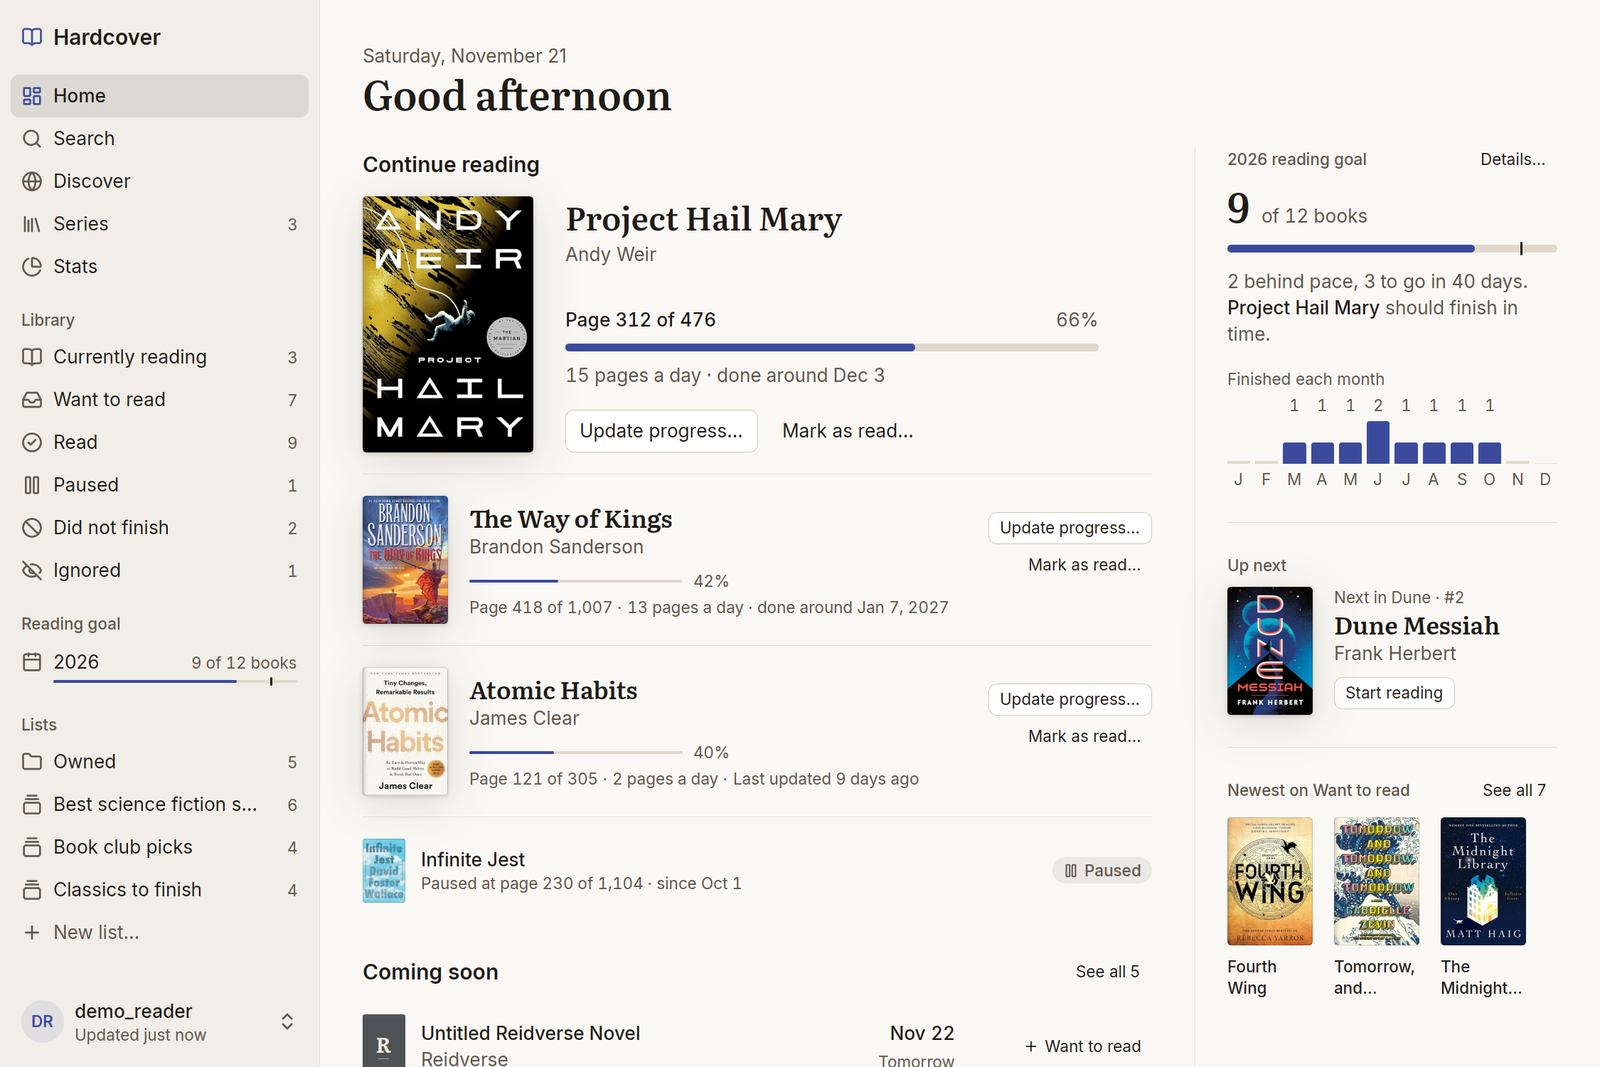 Hardcover
Home
Search
Discover
Series 3
Stats
Library
Currently reading 3
Want to read 7
Read 9
Paused 1
Did not finish 2
Ignored 1
Reading goal
2026 9 of 12 books
Lists
Owned 5
Best science fiction s... 6
Book club picks 4
Classics to finish 4
New list...
DR
demo_reader
Updated just now
Saturday, November 21
Good afternoon
Continue reading
ANDY
WEIR
THE
MARTIAN
PROJECT
HAIL
MARY
Project Hail Mary
Andy Weir
Page 312 of 476 66%
15 pages a day · done around Dec 3
Update progress... Mark as read...
BRANDON
SANDERSON
THE WAY OF KINGS
The Way of Kings
Brandon Sanderson
42%
Page 418 of 1,007 · 13 pages a day · done around Jan 7, 2027
Update progress...
Mark as read...
Tiny Changes,
Remarkable Results
Atomic
Habits
James Clear
Atomic Habits
James Clear
40%
Page 121 of 305 · 2 pages a day · Last updated 9 days ago
Update progress...
Mark as read...
Infinite
Jest
David
Foster
Wallace
Infinite Jest
Paused at page 230 of 1,104 · since Oct 1
Paused
Coming soon See all 5
R
Untitled Reidverse Novel
Reidverse
Nov 22
Tomorrow
+ Want to read
2026 reading goal Details...
9 of 12 books
2 behind pace, 3 to go in 40 days.
Project Hail Mary should finish in
time.
Finished each month
1 1 1 2 1 1 1 1
J F M A M J J A S O N D
Up next
DUNE
MESSIAH
FRANK HERBERT
Next in Dune · #2
Dune Messiah
Frank Herbert
Start reading
Newest on Want to read See all 7
FOURTH
WING
REBECCA YARROS
TOMORROW,
AND
TOMORROW,
AND
TOMORROW
GABRIELLE
ZEVIN
The
Midnight
Library
MATT HAIG
Fourth
Wing
Tomorrow,
and...
The
Midnight...